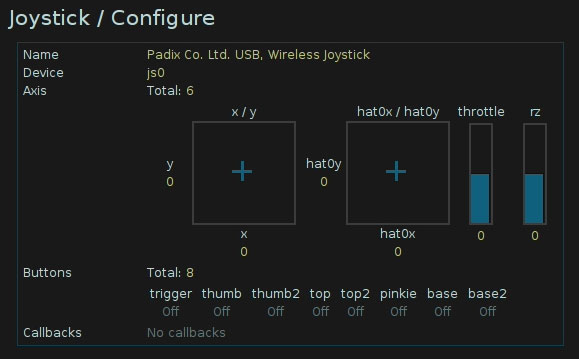 Joystick / Configure
Name Padix Co. Ltd. USB, Wireless Joystick
Device js0
Axis Total: 6
x / y hat0x / hat0y throttle rz
y hat0y
0 0
x hat0x 0 0
0 0
Buttons Total: 8
trigger thumb thumb2 top top2 pinkie base base2
Off Off Off Off Off Off Off Off
Callbacks No callbacks